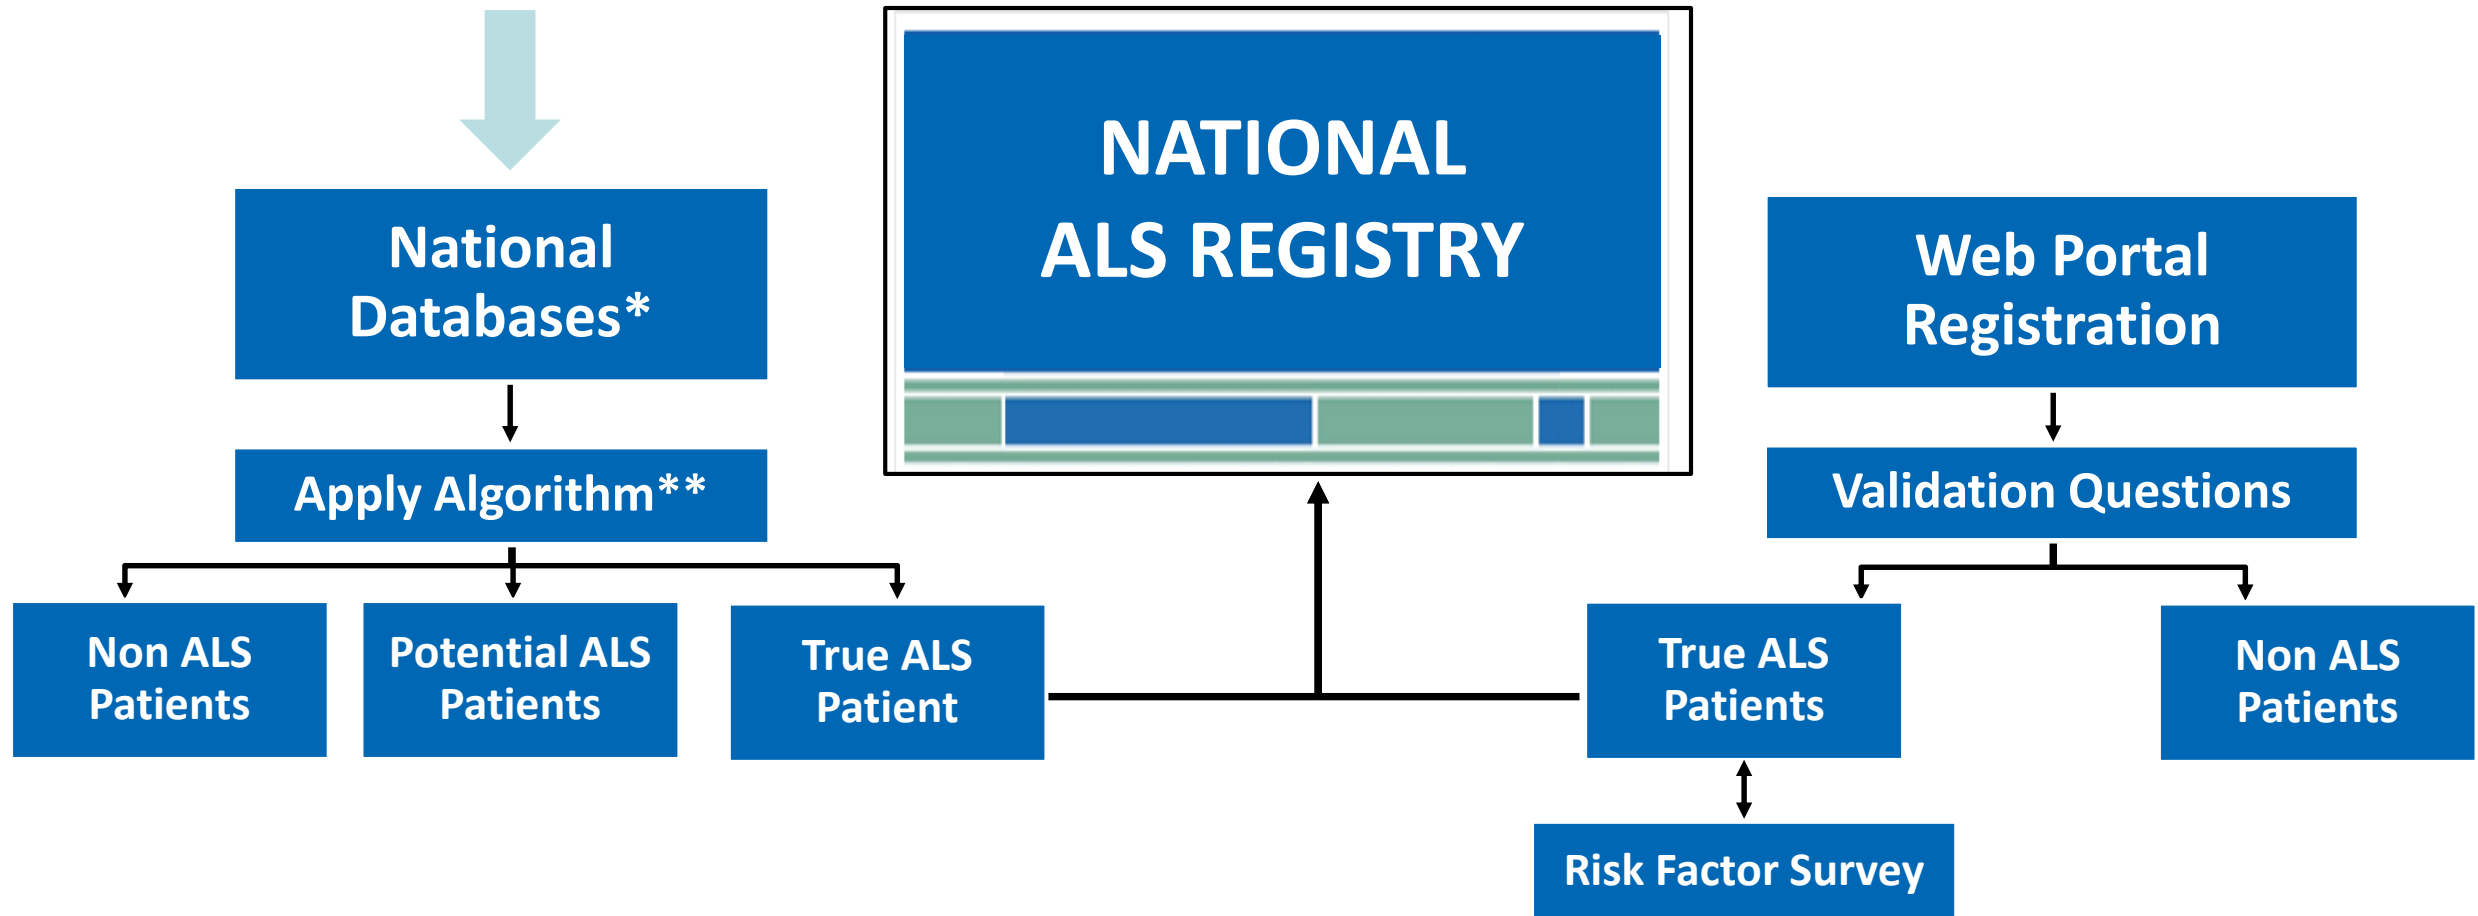 NATIONAL
ALS REGISTRY
National
Databases*
Web Portal
Registration
Apply Algorithm**
Validation Questions
Non ALS
Patients
Potential ALS
Patients
True ALS
Patient
True ALS
Patients
Non ALS
Patients
Risk Factor Survey